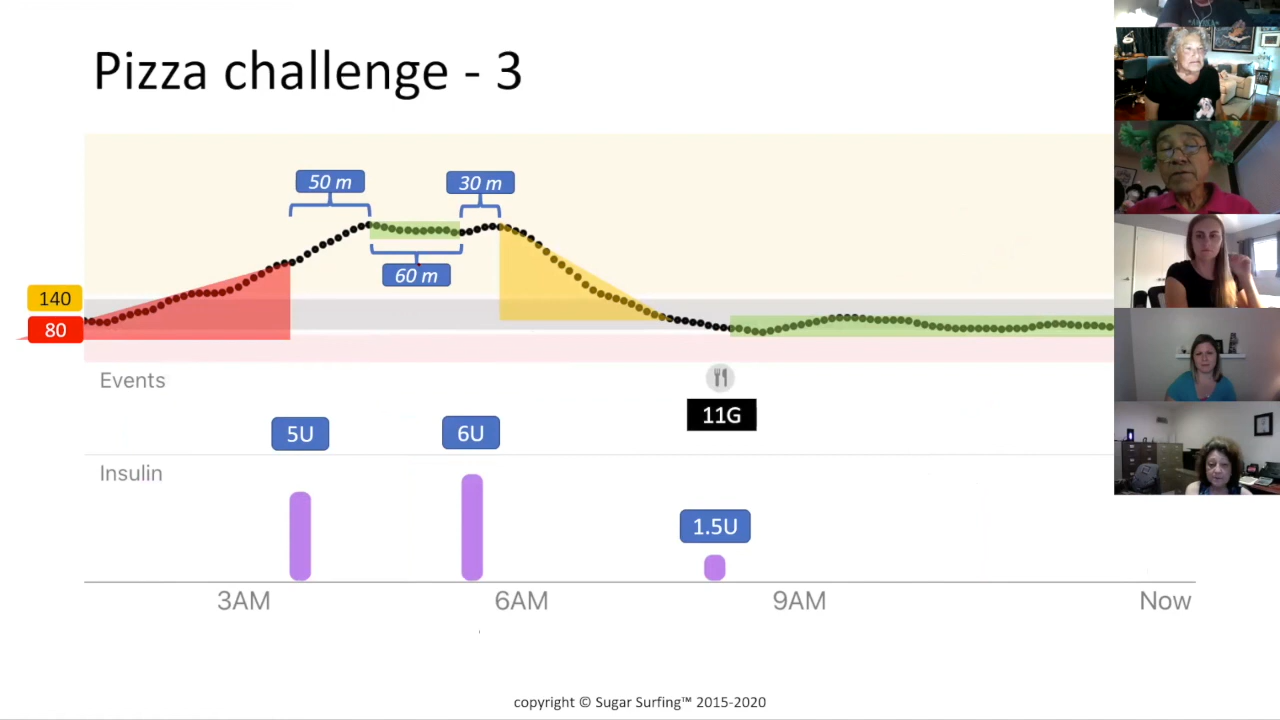 Pizza challenge - 3
50 m
30 m
60 m
140
80
Events
11G
5U
6U
Insulin
1.5U
3AM
6AM
9AM
Now
copyright © Sugar Surfing™ 2015-2020